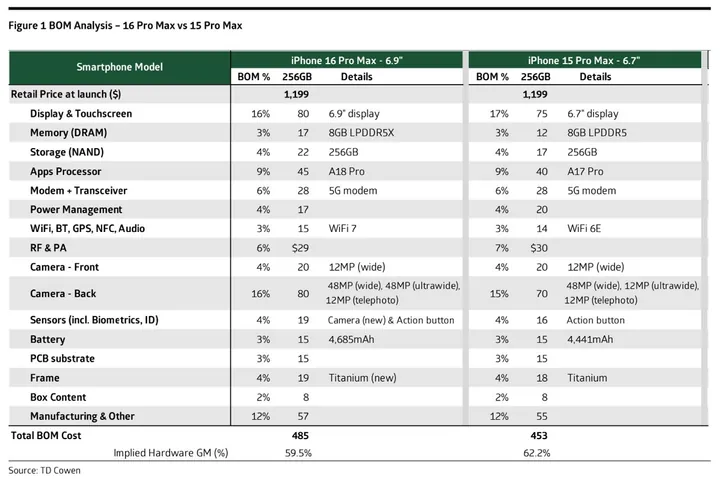 Figure 1 BOM Analysis – 16 Pro Max vs 15 Pro Max
Smartphone Model iPhone 16 Pro Max - 6.9" iPhone 15 Pro Max - 6.7"
BOM % 256GB Details BOM % 256GB Details
Retail Price at launch ($) 1,199 1,199
Display & Touchscreen 16% 80 6.9" display 17% 75 6.7" display
Memory (DRAM) 3% 17 8GB LPDDR5X 3% 12 8GB LPDDR5
Storage (NAND) 4% 22 256GB 4% 17 256GB
Apps Processor 9% 45 A18 Pro 9% 40 A17 Pro
Modem + Transceiver 6% 28 5G modem 6% 28 5G modem
Power Management 4% 17 4% 20
WiFi, BT, GPS, NFC, Audio 3% 15 WiFi 7 3% 14 WiFi 6E
RF & PA 6% $29 7% $30
Camera - Front 4% 20 12MP (wide) 4% 20 12MP (wide)
Camera - Back 16% 80 48MP (wide), 48MP (ultrawide), 12MP (telephoto) 15% 70 48MP (wide), 12MP (ultrawide), 12MP (telephoto)
Sensors (incl. Biometrics, ID) 4% 19 Camera (new) & Action button 4% 16 Action button
Battery 3% 15 4,685mAh 3% 15 4,441mAh
PCB substrate 3% 15 3% 15
Frame 4% 19 Titanium (new) 4% 18 Titanium
Box Content 2% 8 2% 8
Manufacturing & Other 12% 57 12% 55
Total BOM Cost 485 453
Implied Hardware GM (%) 59.5% 62.2%
Source: TD Cowen